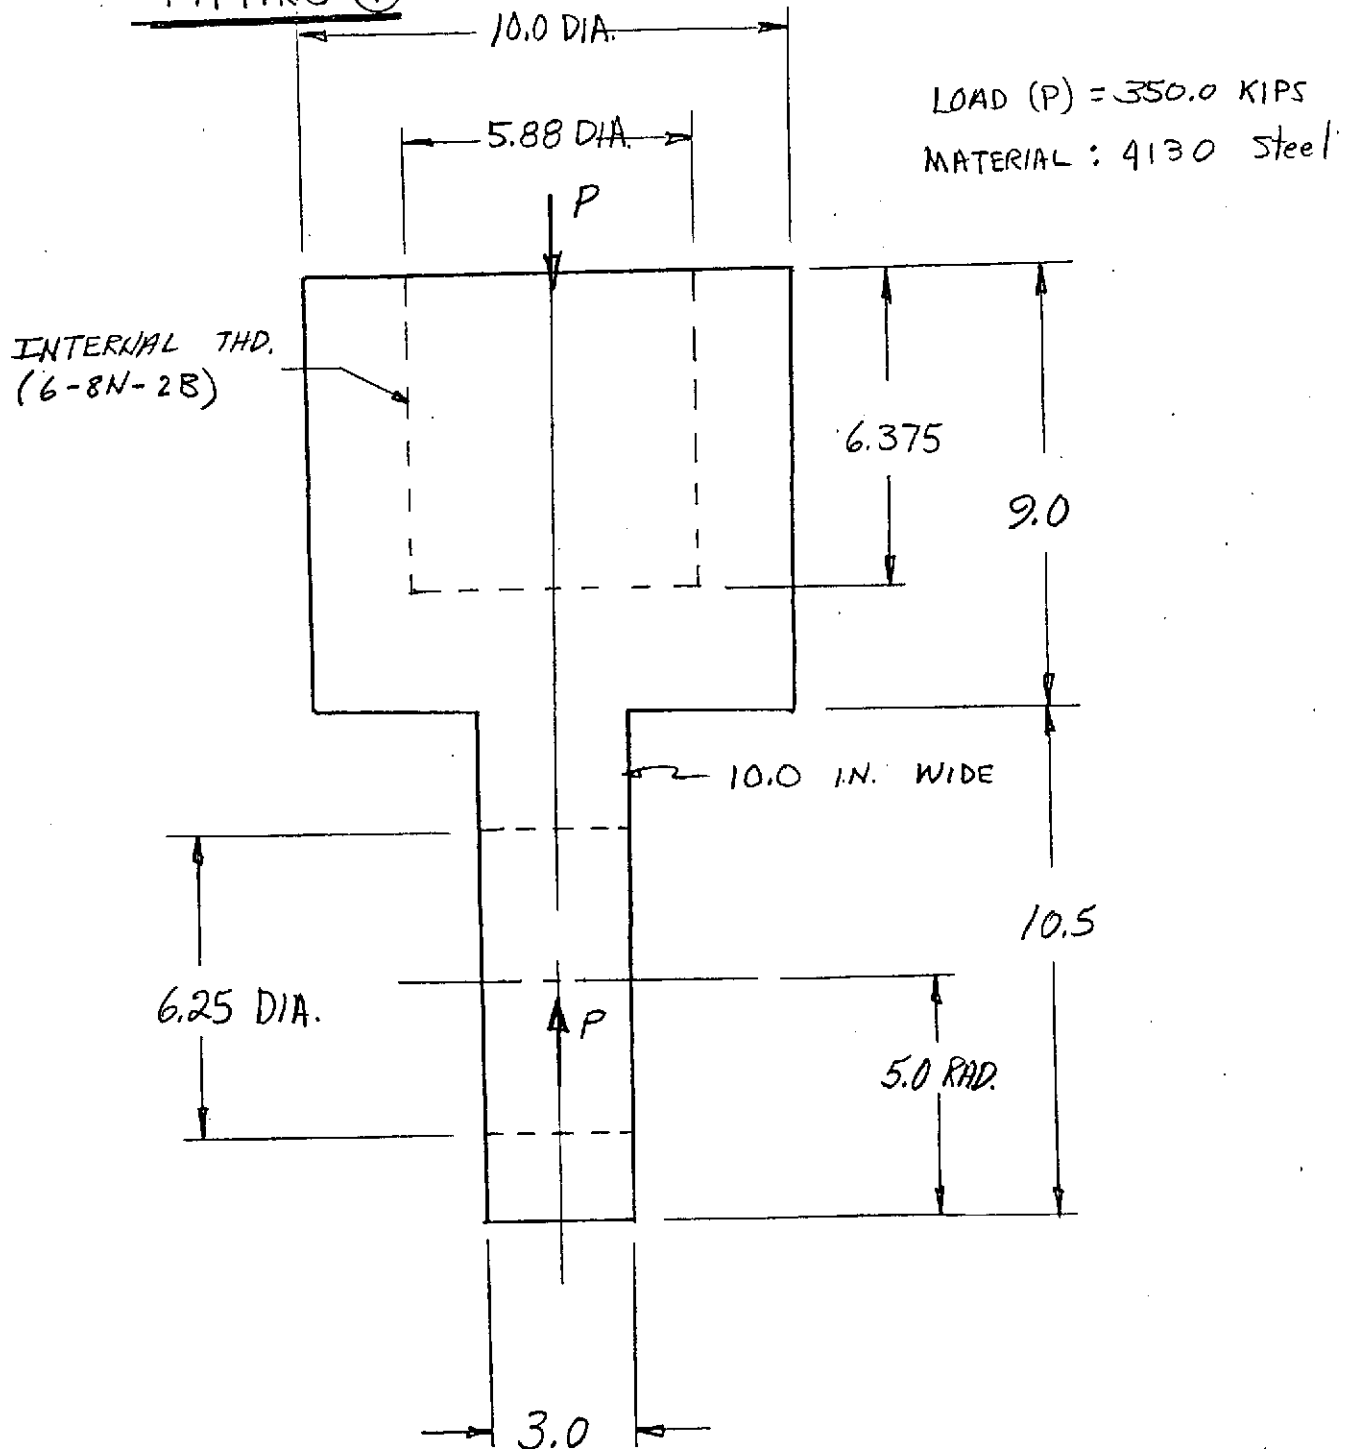 10.0 DIA.
LOAD (P) = 350.0 KIPS
5.88 DIA.
MATERIAL : 4130 Steel
P
INTERNAL THD.
(6-8N-2B)
6.375
9.0
10.0 IN. WIDE
10.5
6.25 DIA.
P
5.0 RAD.
3.0